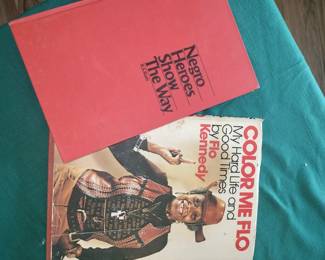 Negro
Heroes
Show
The Way
COLOR ME FLO
My Hard Life and
Good Times
by Flo
Kennedy